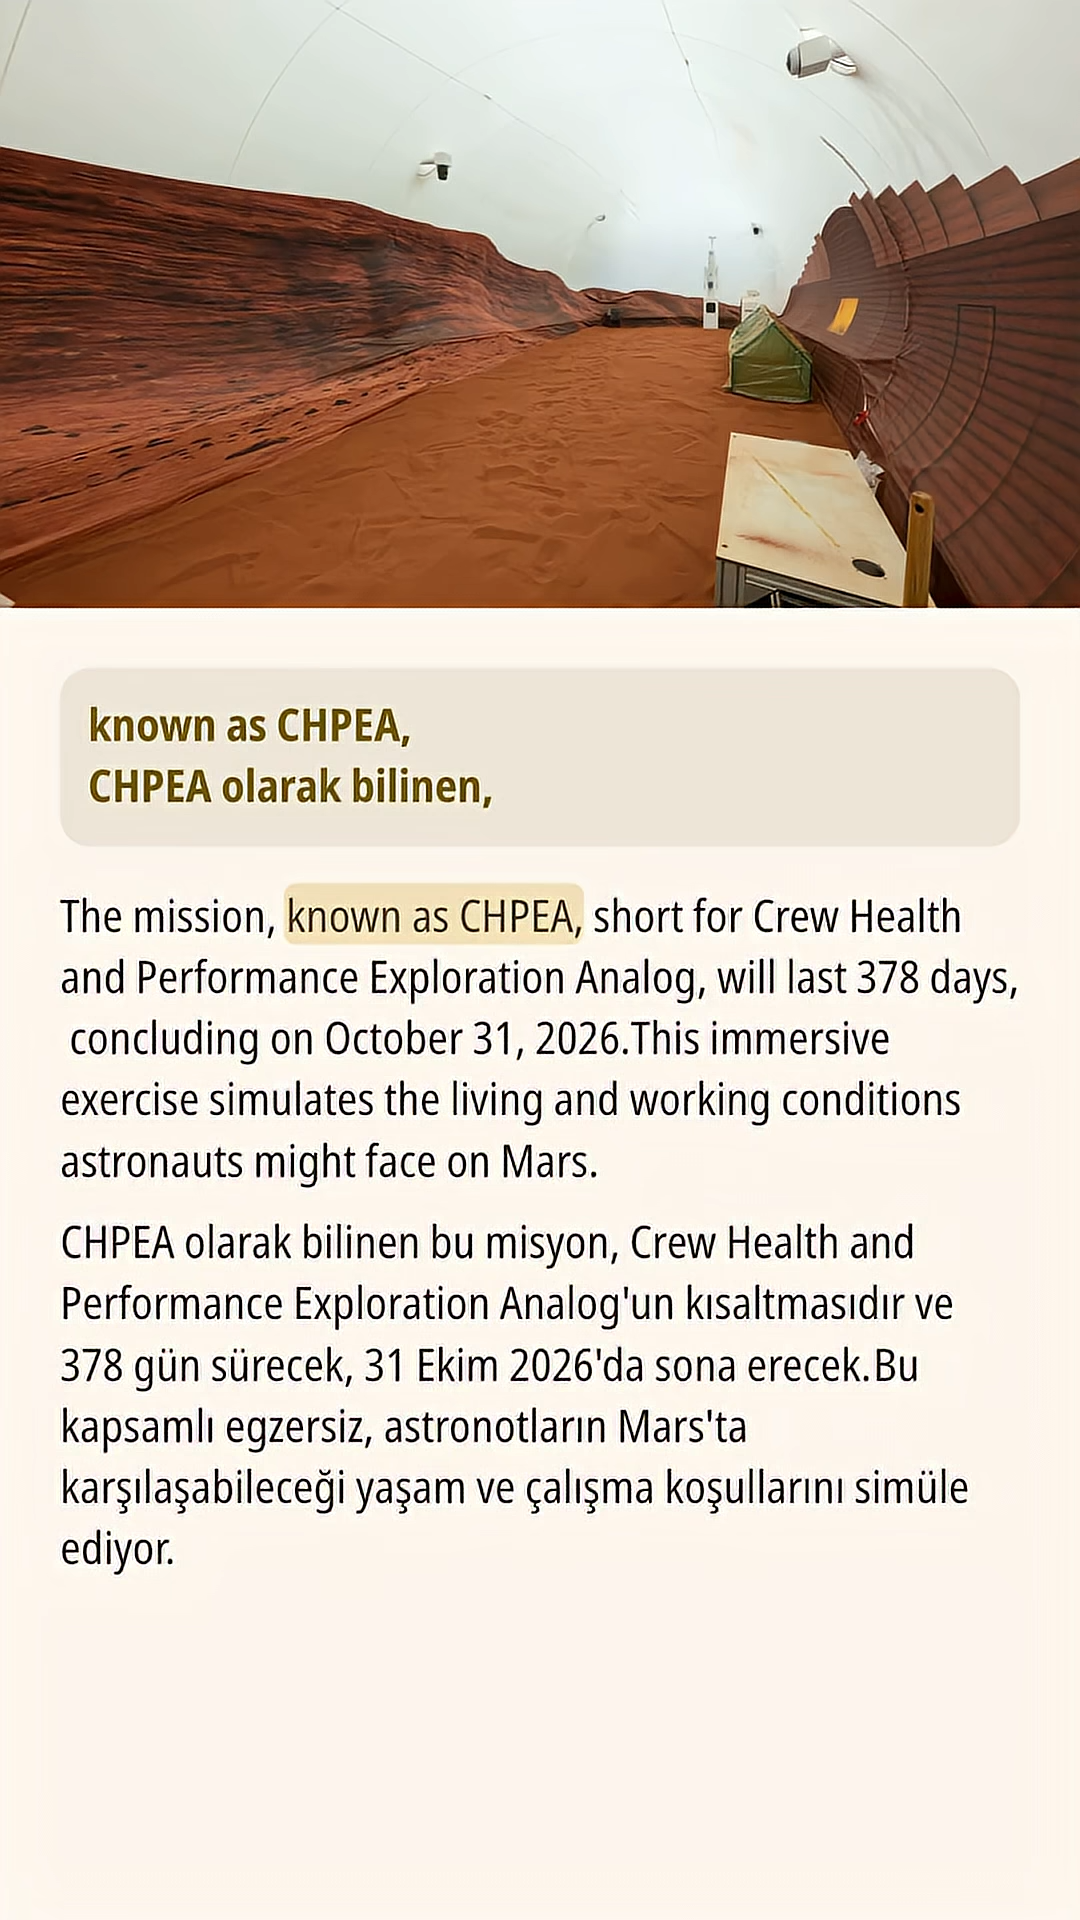 known as CHPEA,
CHPEA olarak bilinen,
The mission, known as CHPEA, short for Crew Health
and Performance Exploration Analog, will last 378 days,
concluding on October 31, 2026.This immersive
exercise simulates the living and working conditions
astronauts might face on Mars.
CHPEA olarak bilinen bu misyon, Crew Health and
Performance Exploration Analog'un kısaltmasıdır ve
378 gün sürecek, 31 Ekim 2026'da sona erecek.Bu
kapsamlı egzersiz, astronotların Mars'ta
karşılaşabileceği yaşam ve çalışma koşullarını simüle
ediyor.